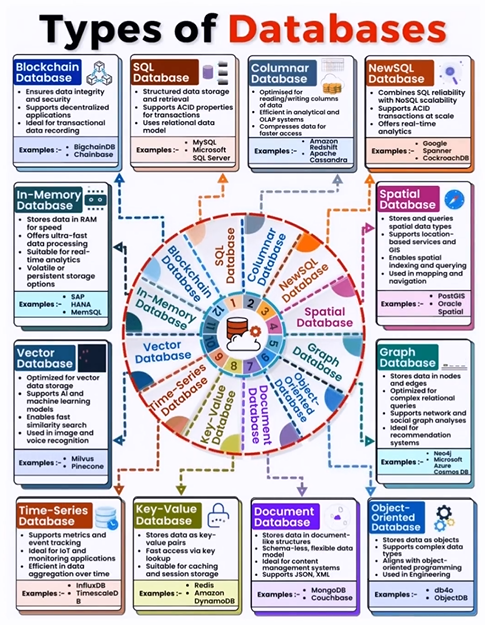 Types of Databases
Blockchain
Database
• Ensures data integrity
and security
• Supports decentralized
applications
• Ideal for transactional
data recording
Examples :-
• BigchainDB
• Chainbase
SQL
Database
• Structured data storage
and retrieval
• Supports ACID
properties for
transactions
• Uses relational data
model
Examples :-
• MySQL
• Microsoft
SQL Server
Columnar
Database
• Optimised for
reading/writing columns
of data
• Efficient in analytical and
OLAP systems
• Compresses data for
faster access
Examples :-
• Amazon
Redshift
• Apache
Cassandra
NewSQL
Database
• Combines SQL reliability
with NoSQL scalability
• Supports ACID
transactions at scale
• Offers real-time
analytics
Examples :-
• Google
Spanner
• CockroachDB
In-Memory
Database
• Stores data in RAM
for speed
• Offers ultra-fast
data processing
• Suitable for real-
time analytics
• Volatile or
persistent storage
options
Examples :-
• SAP
HANA
• MemSQL
Spatial
Database
• Stores and queries
spatial data types
• Supports location-
based services and
GIS
• Enables spatial
indexing and querying
• Used in mapping and
navigation
Examples :-
• PostGIS
• Oracle
Spatial
Blockchain
Database
SQL
Database
Columnar
Database
NewSQL
Database
Spatial
Database
Graph
Database
Object-
Oriented
Database
Document
Database
Key-Value
Database
Time-Series
Database
Vector
Database
In-Memory
Database
1
2
3
4
5
6
7
8
9
10
11
12
Vector
Database
• Optimized for vector
data storage
• Supports AI and
machine learning
models
• Enables fast
similarity search
• Used in image and
voice recognition
Examples :-
• Milvus
• Pinecone
Graph
Database
• Stores data in nodes
and edges
• Optimized for
complex relational
queries
• Supports network and
social graph analyses
• Ideal for
recommendation
systems
Examples :-
• Neo4j
• Microsoft
Azure
Cosmos DB
Time-Series
Database
• Supports metrics and
event tracking
• Ideal for IoT and
monitoring applications
• Efficient in data
aggregation over time
Examples :-
• InfluxDB
• TimescaleD
B
Key-Value
Database
• Stores data as key-
value pairs
• Fast access via key
lookup
• Suitable for caching
and session storage
Examples :-
• Redis
• Amazon
DynamoDB
Document
Database
• Stores data in document-
like structures
• Schema-less, flexible data
model
• Ideal for content
management systems
• Supports JSON, XML
Examples :-
• MongoDB
• Couchbase
Object-
Oriented
Database
• Stores data as objects
• Supports complex
data types
• Aligns with object-
oriented programming
• Used in Engineering
Examples :-
• db4o
• ObjectDB